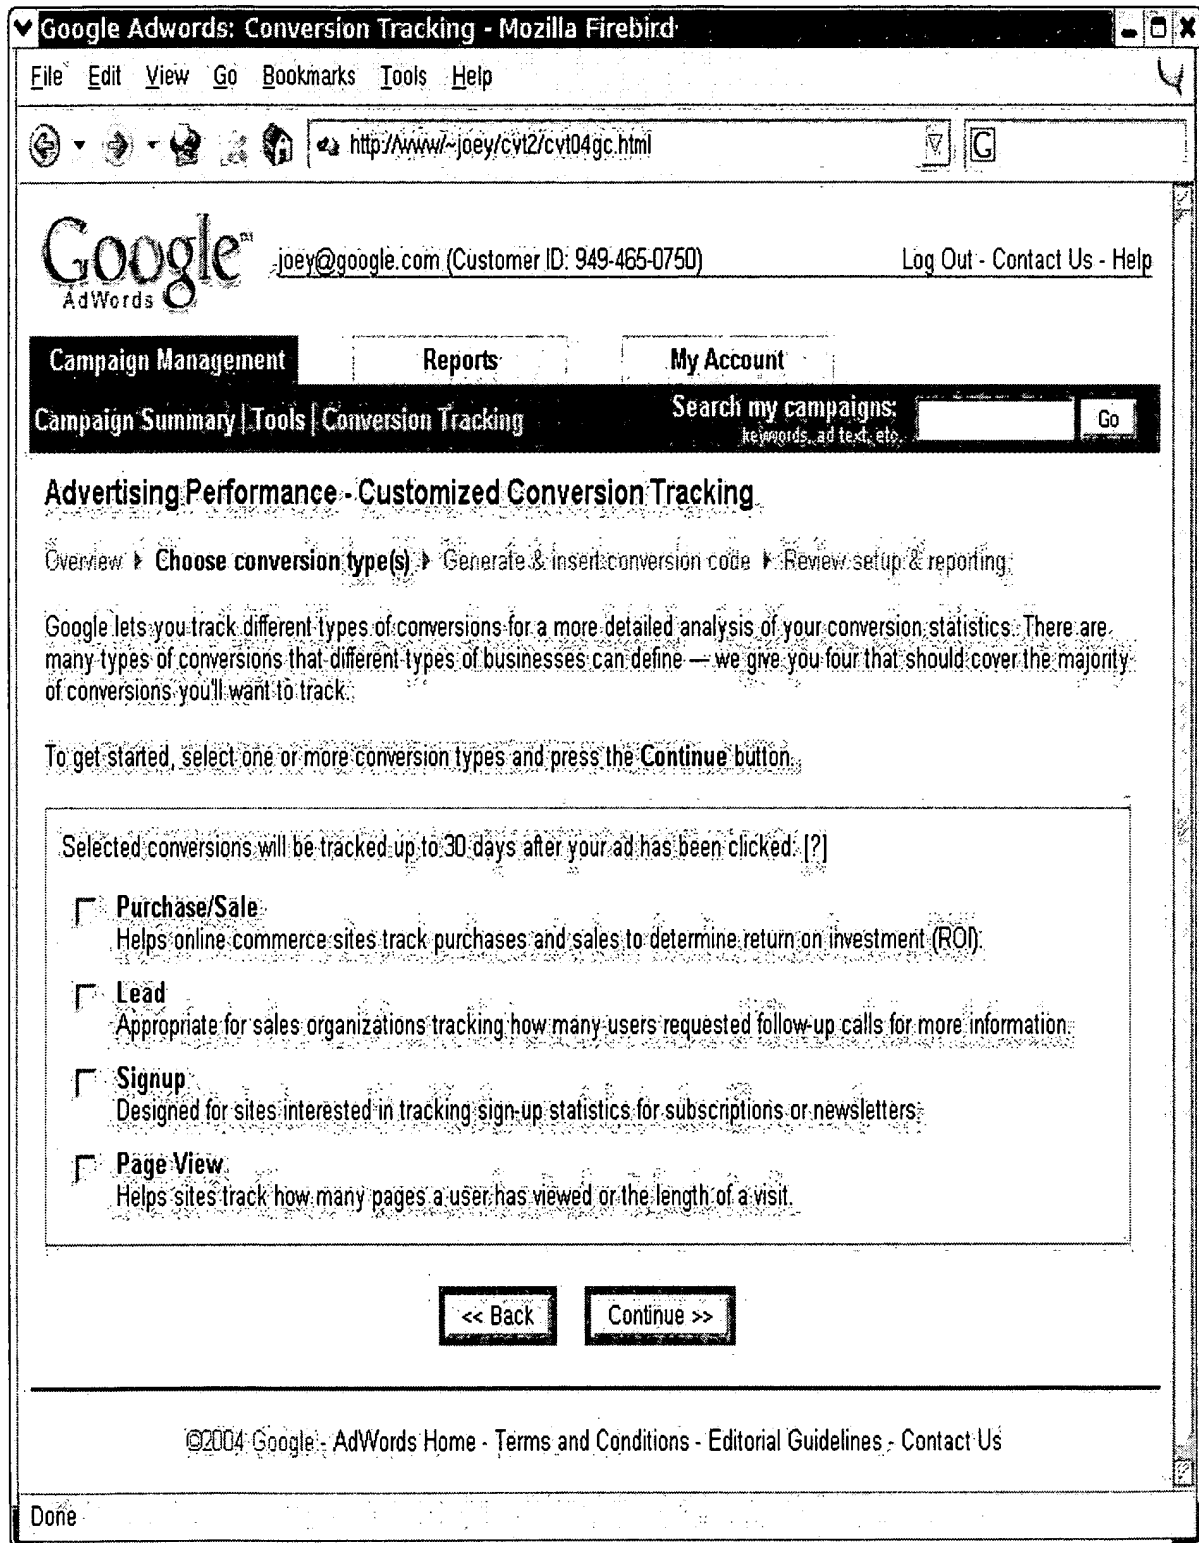 Google Adwords: Conversion Tracking - Mozilla Firebird
File Edit View Go Bookmarks Tools Help
http://www/~joey/cvt2/cvt04gc.html G
Google™
AdWords
joey@google.com (Customer ID: 949-465-0750) Log Out - Contact Us - Help
Campaign Management Reports My Account
Campaign Summary | Tools | Conversion Tracking Search my campaigns: Go
keywords, ad text, etc.
Advertising Performance - Customized Conversion Tracking
Overview Choose conversion type(s) Generate & insert conversion code Review setup & reporting
Google lets you track different types of conversions for a more detailed analysis of your conversion statistics. There are
many types of conversions that different types of businesses can define — we give you four that should cover the majority
of conversions you'll want to track.
To get started, select one or more conversion types and press the Continue button.
Selected conversions will be tracked up to 30 days after your ad has been clicked. [?]
Purchase/Sale
Helps online commerce sites track purchases and sales to determine return on investment (ROI).
Lead
Appropriate for sales organizations tracking how many users requested follow-up calls for more information.
Signup
Designed for sites interested in tracking sign-up statistics for subscriptions or newsletters.
Page View
Helps sites track how many pages a user has viewed or the length of a visit.
<< Back Continue >>
©2004 Google - AdWords Home - Terms and Conditions - Editorial Guidelines - Contact Us
Done